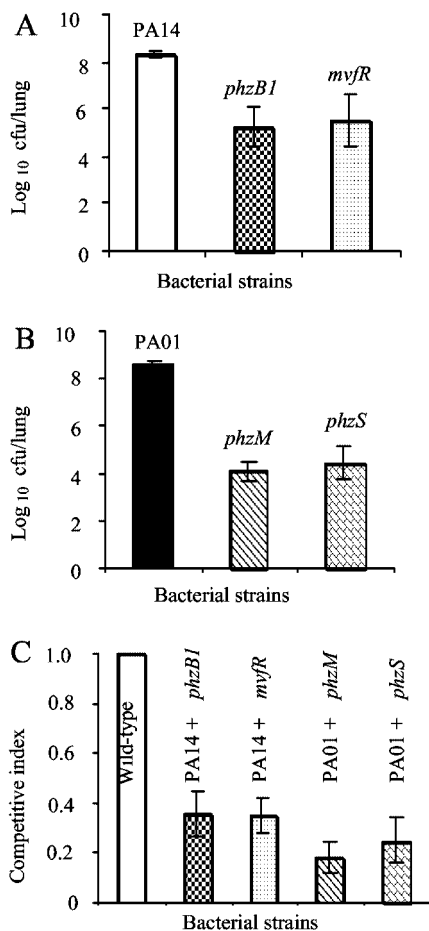 A
PA14
phzB1
mvfR
Log 10 cfu/lung
10
8
6
4
2
0
Bacterial strains
B
PA01
phzM
phzS
Log 10 cfu/lung
10
8
6
4
2
0
Bacterial strains
C
Wild-type
PA14 + phzB1
PA14 + mvfR
PA01 + phzM
PA01 + phzS
Competitive index
1.0
0.8
0.6
0.4
0.2
0
Bacterial strains